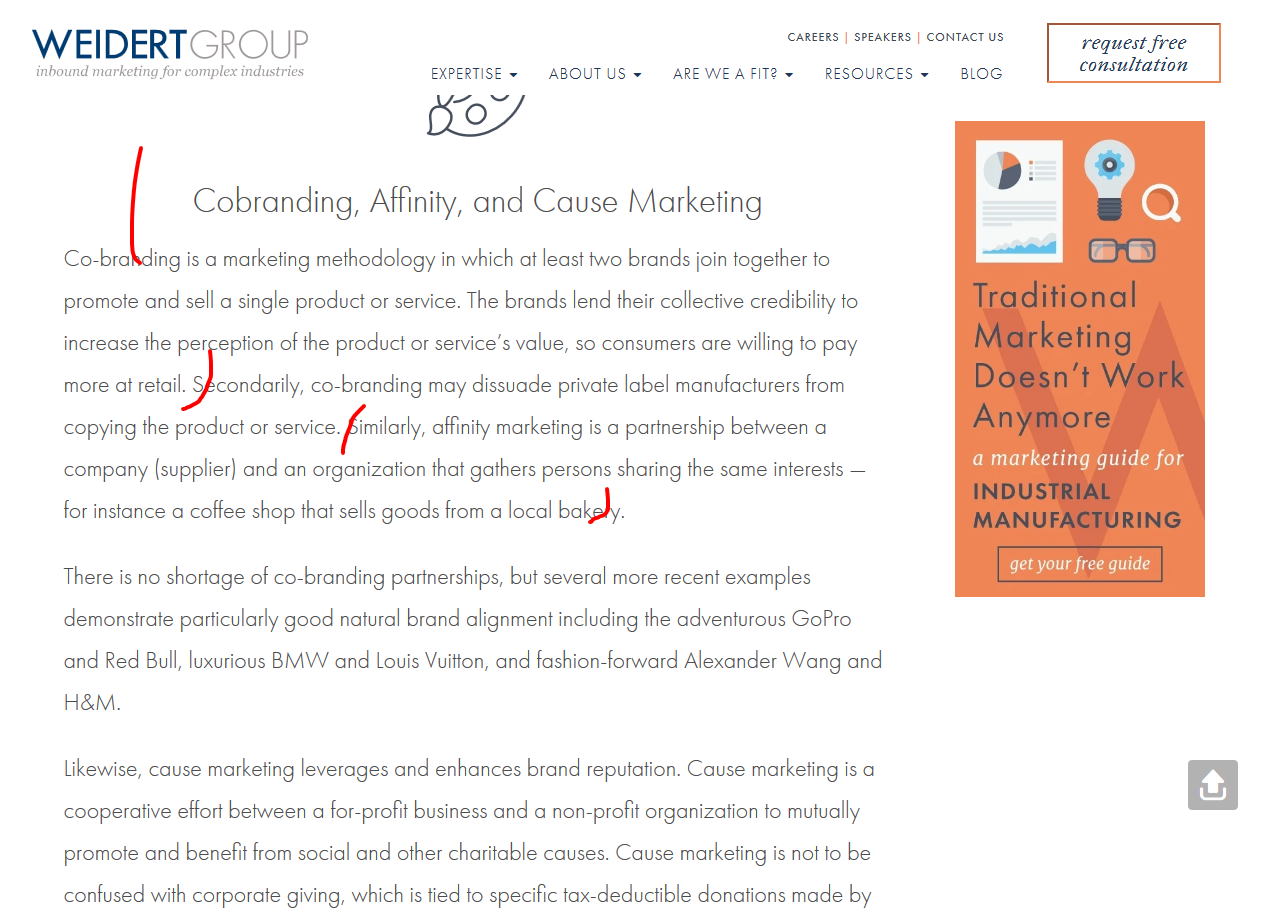 WEIDERTGROUP
inbound marketing for complex industries
CAREERS | SPEAKERS | CONTACT US
EXPERTISE ABOUT US ARE WE A FIT? RESOURCES BLOG
request free
consultation
Cobranding, Affinity, and Cause Marketing
Co-branding is a marketing methodology in which at least two brands join together to
promote and sell a single product or service. The brands lend their collective credibility to
increase the perception of the product or service’s value, so consumers are willing to pay
more at retail. Secondarily, co-branding may dissuade private label manufacturers from
copying the product or service. Similarly, affinity marketing is a partnership between a
company (supplier) and an organization that gathers persons sharing the same interests —
for instance a coffee shop that sells goods from a local bakery.
There is no shortage of co-branding partnerships, but several more recent examples
demonstrate particularly good natural brand alignment including the adventurous GoPro
and Red Bull, luxurious BMW and Louis Vuitton, and fashion-forward Alexander Wang and
H&M.
Likewise, cause marketing leverages and enhances brand reputation. Cause marketing is a
cooperative effort between a for-profit business and a non-profit organization to mutually
promote and benefit from social and other charitable causes. Cause marketing is not to be
confused with corporate giving, which is tied to specific tax-deductible donations made by
Traditional
Marketing
Doesn’t Work
Anymore
a marketing guide for
INDUSTRIAL
MANUFACTURING
get your free guide